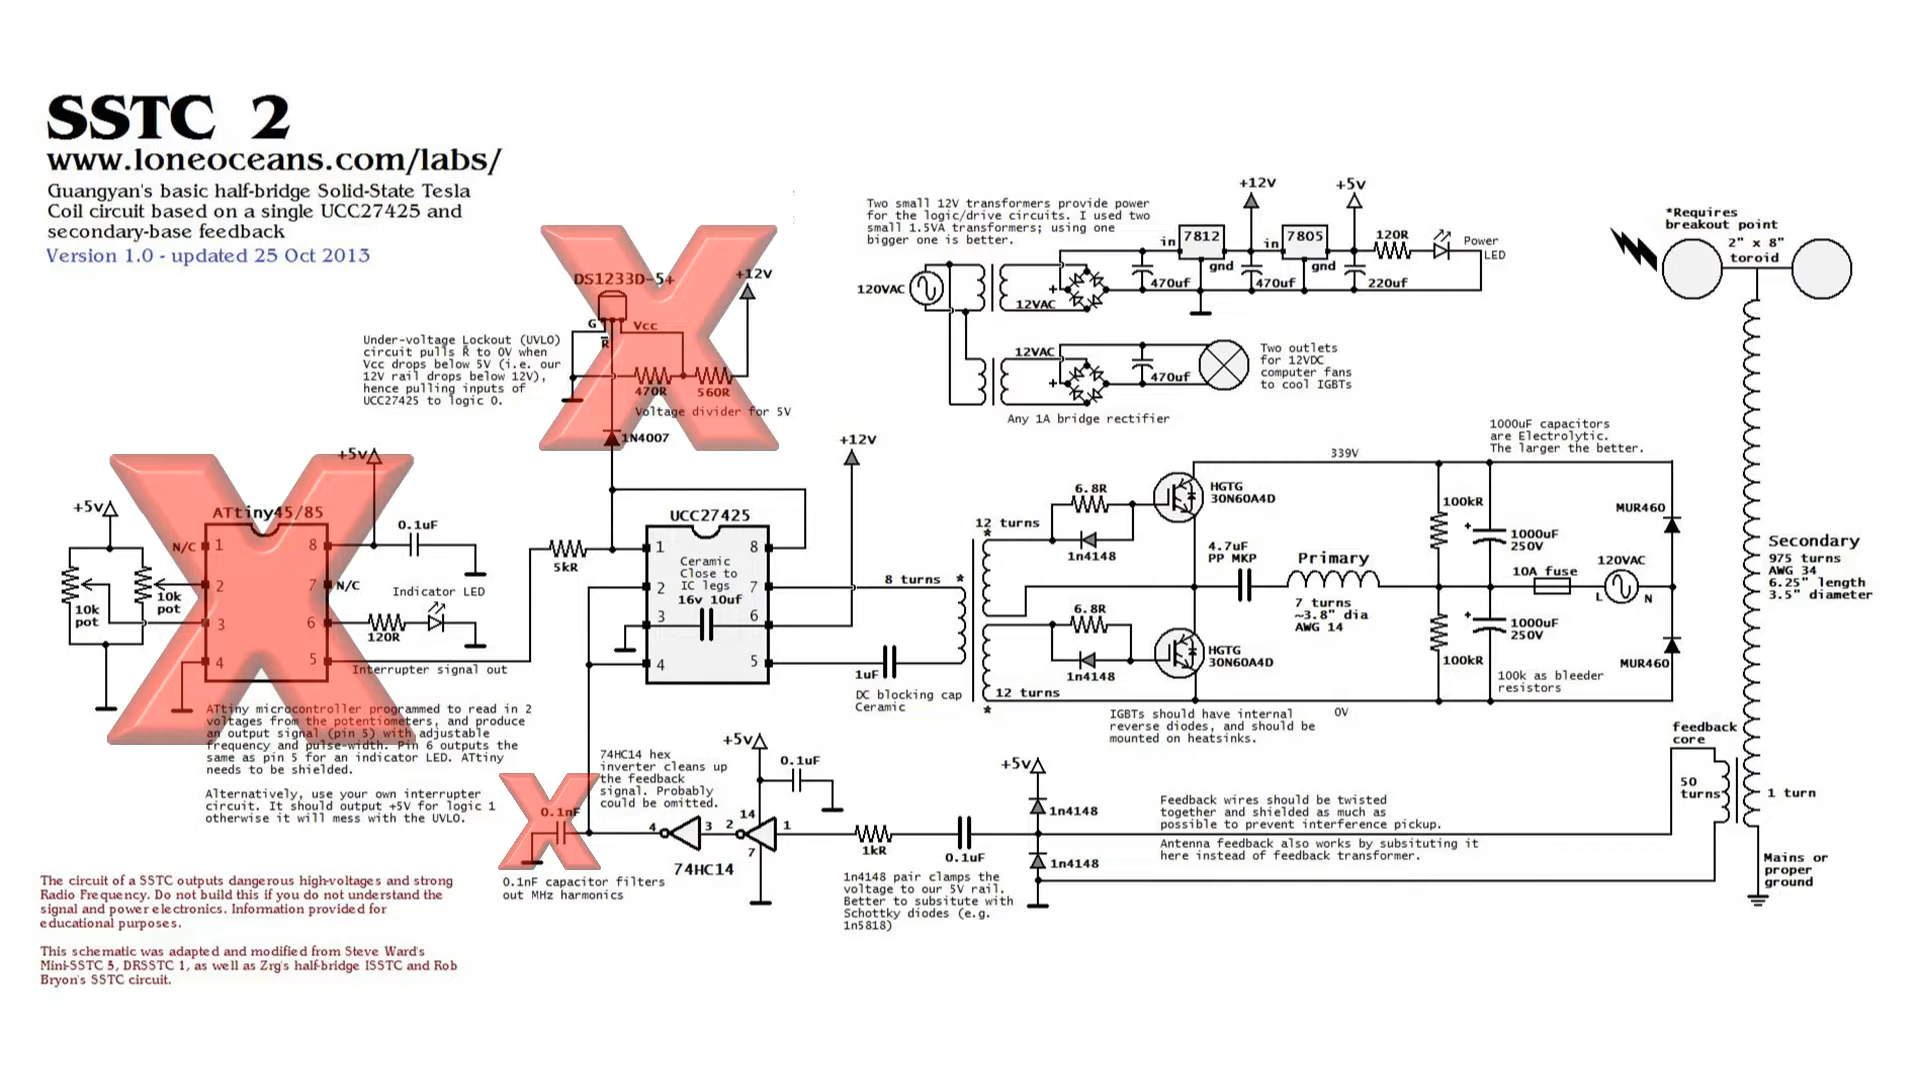 SSTC 2
www.loneoceans.com/labs/
Guangyan's basic half-bridge Solid-State Tesla
Coil circuit based on a single UCC27425 and
secondary-base feedback
Version 1.0 - updated 25 Oct 2013
DS1233D-5+
+12v
G
Vcc
R
470R
560R
Voltage divider for 5V
1N4007
Under-voltage Lockout (UVLO)
circuit pulls R̄ to 0V when
Vcc drops below 5V (i.e. our
12V rail drops below 12V),
hence pulling inputs of
UCC27425 to logic 0.
+5v
+5v
ATtiny45/85
0.1uF
N/C
1
8
2
7
N/C
3
6
4
5
10k
pot
10k
pot
Indicator LED
120R
Interrupter signal out
ATtiny microcontroller programmed to read in 2
voltages from the potentiometers, and produce
an output signal (pin 5) with adjustable
frequency and pulse-width. Pin 6 outputs the
same as pin 5 for an indicator LED. ATtiny
needs to be shielded.
Alternatively, use your own interrupter
circuit. It should output +5V for logic 1
otherwise it will mess with the UVLO.
The circuit of a SSTC outputs dangerous high-voltages and strong
Radio Frequency. Do not build this if you do not understand the
signal and power electronics. Information provided for
educational purposes.
This schematic was adapted and modified from Steve Ward's
Mini-SSTC 5, DRSSTC 1, as well as Zrg's half-bridge ISSTC and Rob
Bryon's SSTC circuit.
5kR
UCC27425
1
8
2
7
3
6
4
5
Ceramic
Close to
IC legs
16v 10uf
+12v
8 turns
*
1uF
DC blocking cap
Ceramic
74HC14 hex
inverter cleans up
the feedback
signal. Probably
could be omitted.
0.1nF
0.1nF capacitor filters
out MHz harmonics
4
3
2
14
1
7
74HC14
+5v
0.1uF
1kR
0.1uF
+5v
1n4148
1n4148
1n4148 pair clamps the
voltage to our 5V rail.
Better to subsitute with
Schottky diodes (e.g.
1n5818)
Feedback wires should be twisted
together and shielded as much as
possible to prevent interference pickup.
Antenna feedback also works by subsituting it
here instead of feedback transformer.
Two small 12V transformers provide power
for the logic/drive circuits. I used two
small 1.5VA transformers; using one
bigger one is better.
120VAC
12VAC
+
470uf
in
7812
gnd
+12v
470uf
in
7805
gnd
+5v
220uf
120R
Power
LED
12VAC
+
470uf
Two outlets
for 12VDC
computer fans
to cool IGBTs
Any 1A bridge rectifier
12 turns
*
6.8R
1n4148
HGTG
30N60A4D
6.8R
1n4148
HGTG
30N60A4D
12 turns
*
339V
0V
IGBTs should have internal
reverse diodes, and should be
mounted on heatsinks.
4.7uF
PP MKP
Primary
7 turns
~3.8" dia
AWG 14
1000uF capacitors
are Electrolytic.
The larger the better.
100kR
+
1000uF
250V
100kR
+
1000uF
250V
100k as bleeder
resistors
10A fuse
120VAC
L
N
MUR460
MUR460
*Requires
breakout point
2" x 8"
toroid
Secondary
975 turns
AWG 34
6.25" length
3.5" diameter
feedback
core
50
turns
1 turn
Mains or
proper
ground